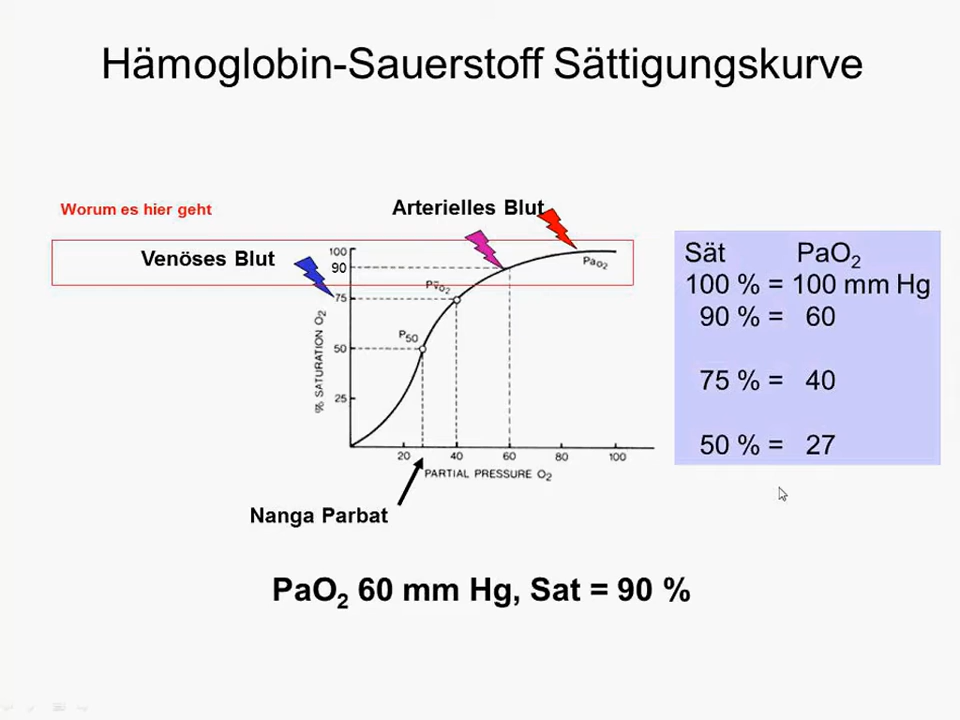 Hämoglobin-Sauerstoff Sättigungskurve
Worum es hier geht
Arterielles Blut
Venöses Blut
100
90
75
50
25
% SATURATION O2
Pv̄O2
P50
PaO2
20 40 60 80 100
PARTIAL PRESSURE O2
Nanga Parbat
Sät PaO2
100 % = 100 mm Hg
90 % = 60
75 % = 40
50 % = 27
PaO2 60 mm Hg, Sat = 90 %